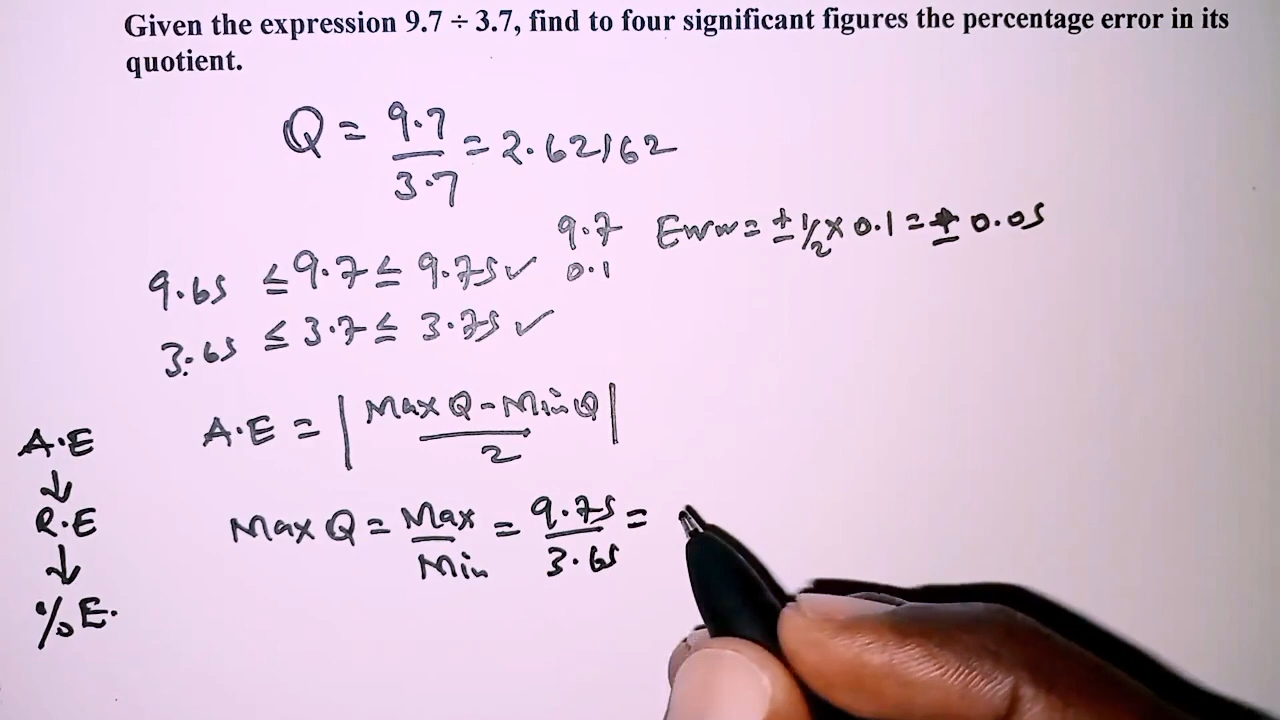 Given the expression 9.7 ÷ 3.7, find to four significant figures the percentage error in its
quotient.
Q = 9.7/3.7 = 2.62162
9.7 Error = ± 1/2 × 0.1 = ± 0.05
0.1
9.65 ≤ 9.7 ≤ 9.75 ✓
3.65 ≤ 3.7 ≤ 3.75 ✓
A.E = | Max Q - Min Q / 2 |
A.E
↓
R.E
↓
% E.
Max Q = Max/Min = 9.75/3.65 =